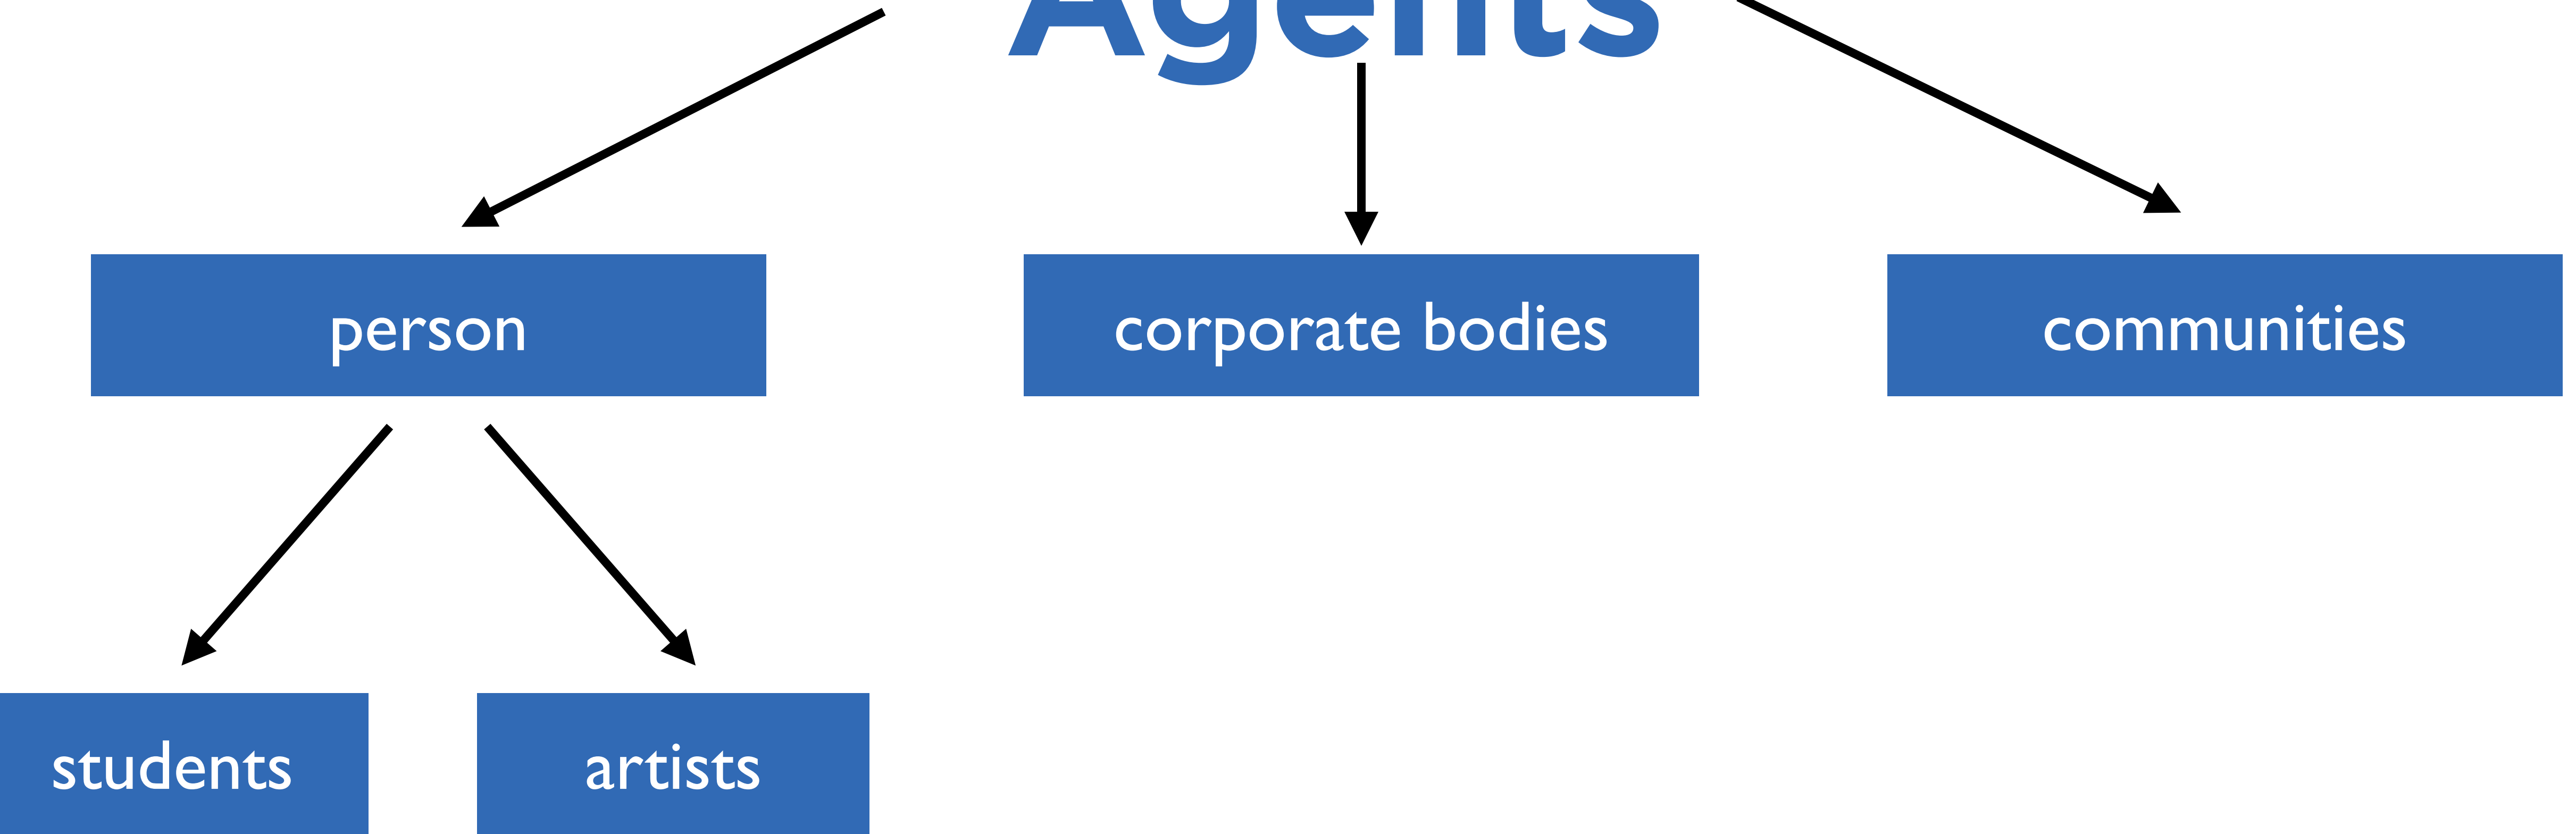 Agents
person
corporate bodies
communities
students
artists